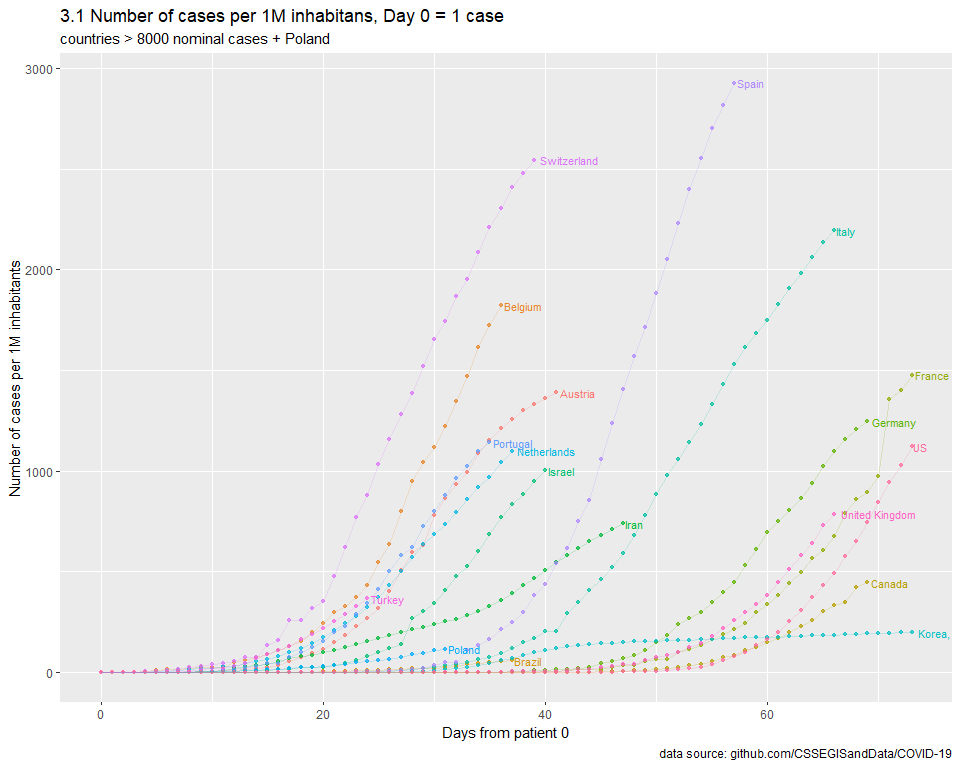 3.1 Number of cases per 1M inhabitans, Day 0 = 1 case
countries > 8000 nominal cases + Poland
3000
2000
1000
0
Number of cases per 1M inhabitants
Spain
Switzerland
Italy
Belgium
France
Austria
Germany
Portugal
US
Netherlands
Israel
United Kingdom
Iran
Canada
Turkey
Korea,
Poland
Brazil
0
20
40
60
Days from patient 0
data source: github.com/CSSEGISandData/COVID-19